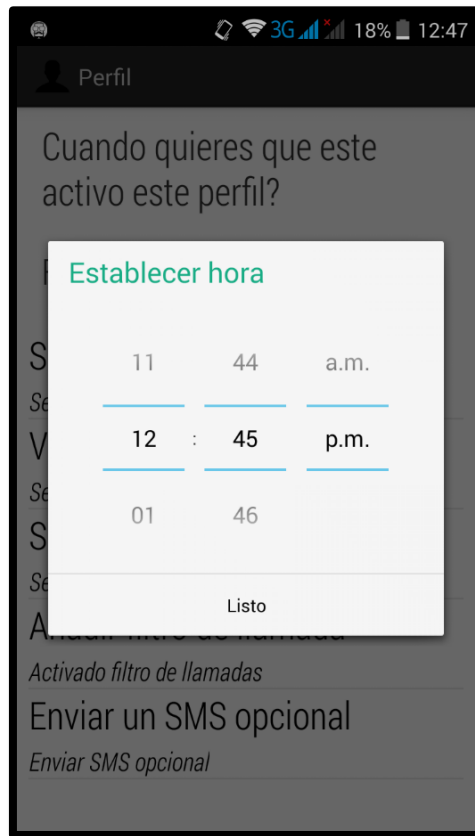 3G 18% 12:47
Perfil
Cuando quieres que este
activo este perfil?
Establecer hora
11 44 a.m.
12 : 45 p.m.
01 46
Listo
Activado filtro de llamadas
Enviar un SMS opcional
Enviar SMS opcional